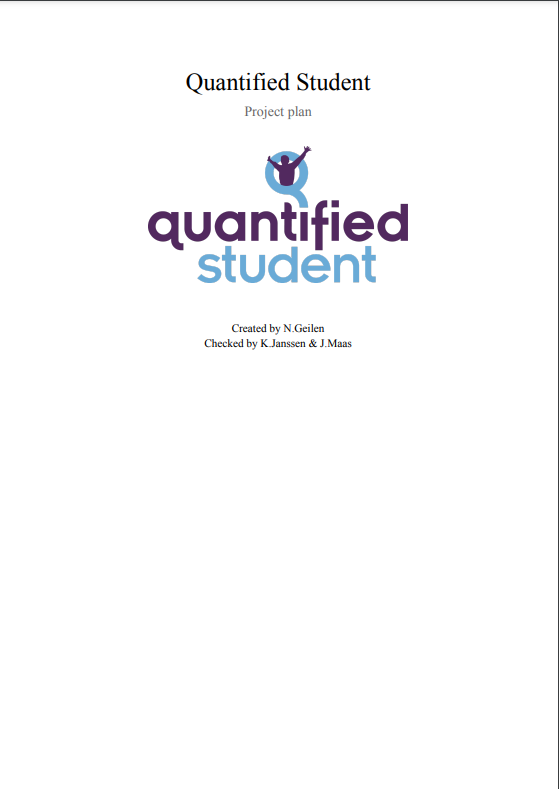 Quantified Student
Project plan
quantified
student
Created by N.Geilen
Checked by K.Janssen & J.Maas